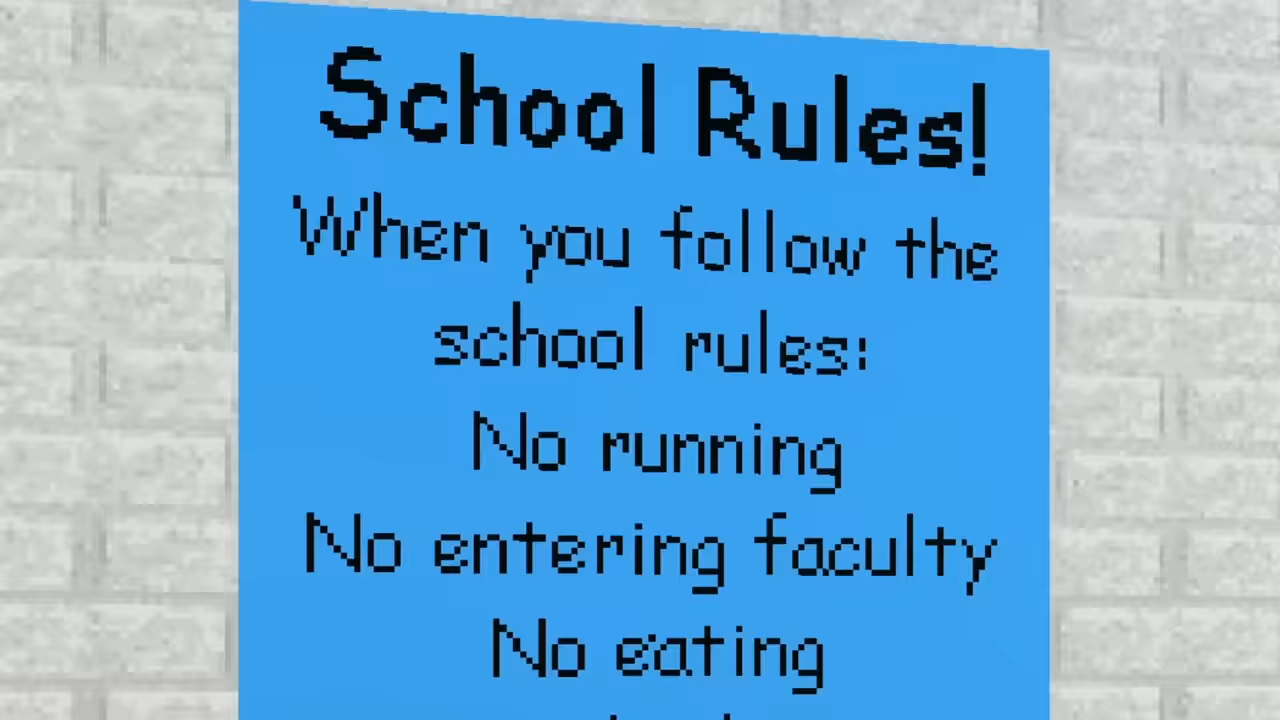 School Rules!
When you follow the
school rules:
No running
No entering faculty
No eating